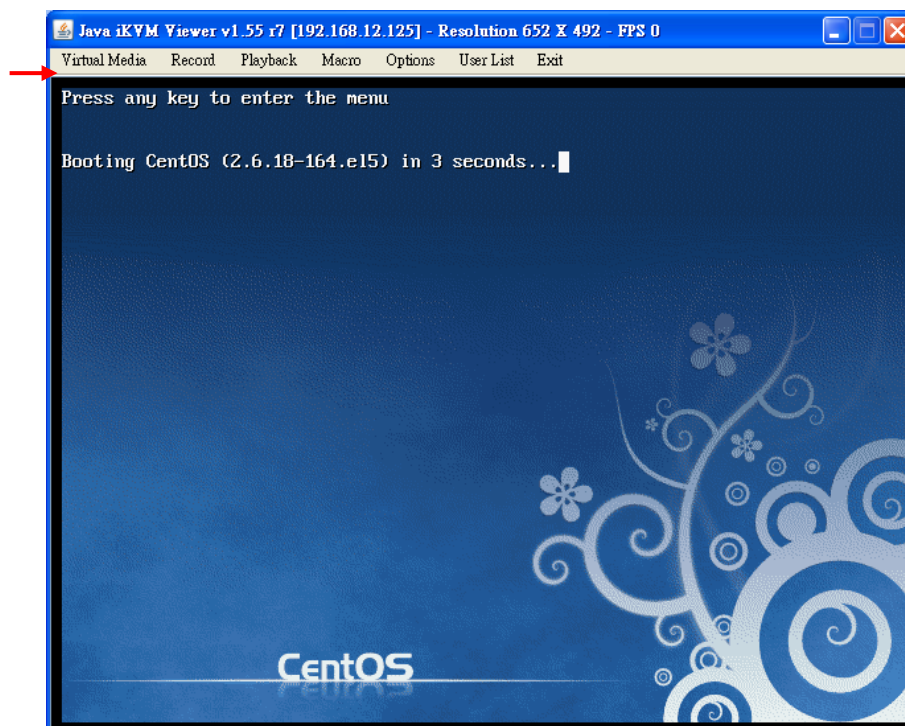 Java iKVM Viewer v1.55 r7 [192.168.12.125] - Resolution 652 X 492 - FPS 0
Virtual Media Record Playback Macro Options User List Exit
Press any key to enter the menu
Booting CentOS (2.6.18-164.el5) in 3 seconds...
CentOS